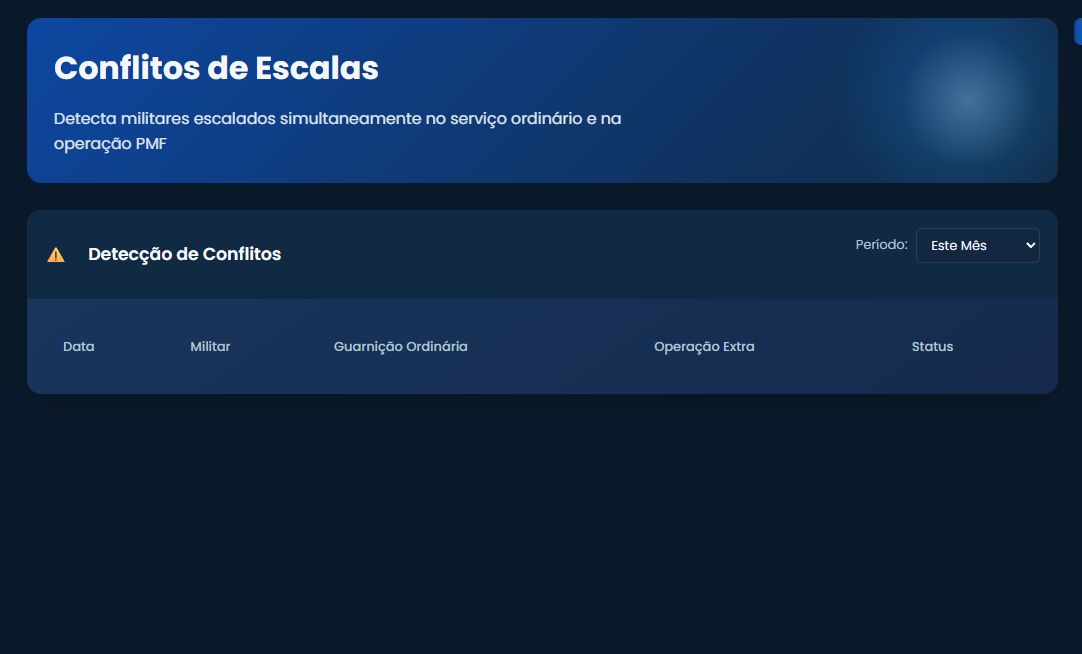 Conflitos de Escalas
Detecta militares escalados simultaneamente no serviço ordinário e na
operação PMF
Detecção de Conflitos
Período:
Este Mês
Data
Militar
Guarnição Ordinária
Operação Extra
Status